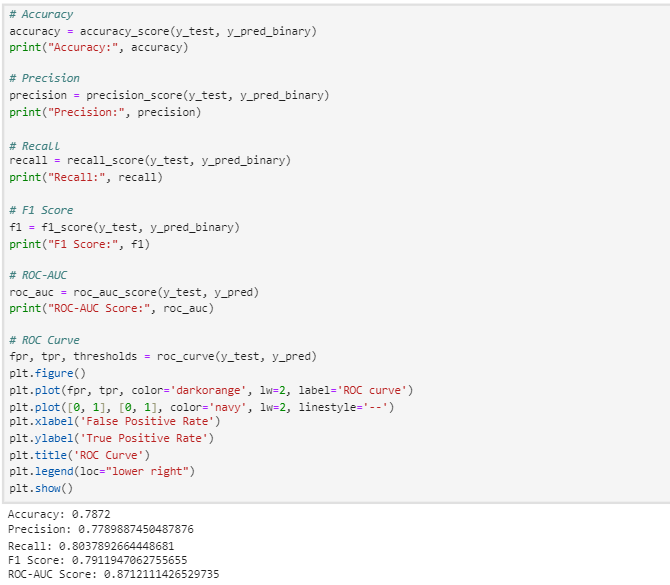 # Accuracy
accuracy = accuracy_score(y_test, y_pred_binary)
print("Accuracy:", accuracy)
# Precision
precision = precision_score(y_test, y_pred_binary)
print("Precision:", precision)
# Recall
recall = recall_score(y_test, y_pred_binary)
print("Recall:", recall)
# F1 Score
f1 = f1_score(y_test, y_pred_binary)
print("F1 Score:", f1)
# ROC-AUC
roc_auc = roc_auc_score(y_test, y_pred)
print("ROC-AUC Score:", roc_auc)
# ROC Curve
fpr, tpr, thresholds = roc_curve(y_test, y_pred)
plt.figure()
plt.plot(fpr, tpr, color='darkorange', lw=2, label='ROC curve')
plt.plot([0, 1], [0, 1], color='navy', lw=2, linestyle='--')
plt.xlabel('False Positive Rate')
plt.ylabel('True Positive Rate')
plt.title('ROC Curve')
plt.legend(loc="lower right")
plt.show()
Accuracy: 0.7872
Precision: 0.7789887450487876
Recall: 0.8037892664448681
F1 Score: 0.7911947062755655
ROC-AUC Score: 0.8712111426529735